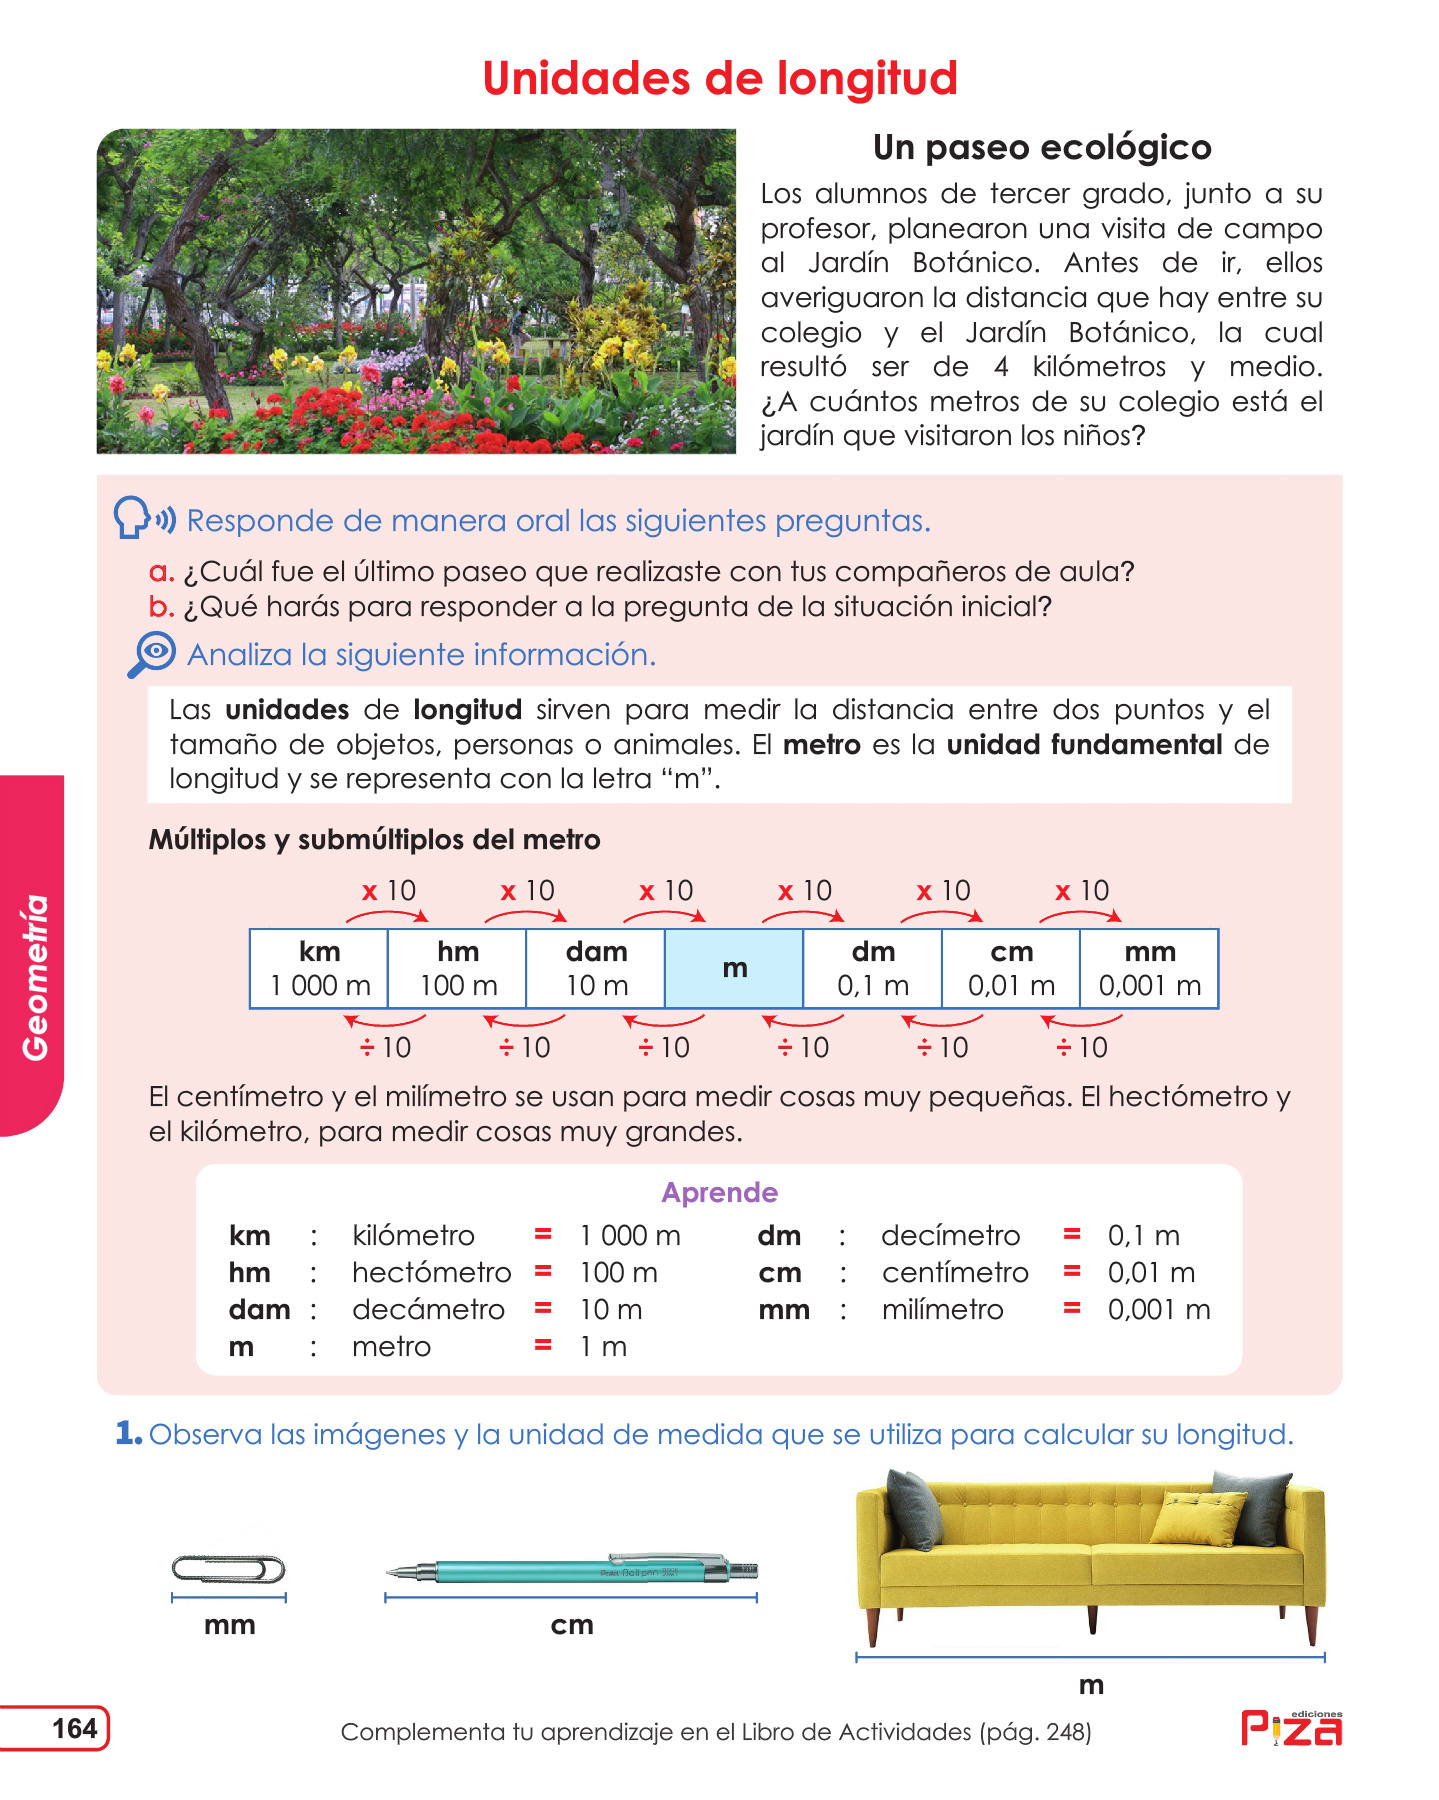 Unidades de longitud
Un paseo ecológico
Los alumnos de tercer grado, junto a su
profesor, planearon una visita de campo
al Jardín Botánico. Antes de ir, ellos
averiguaron la distancia que hay entre su
colegio y el Jardín Botánico, la cual
resultó ser de 4 kilómetros y medio.
¿A cuántos metros de su colegio está el
jardín que visitaron los niños?
Responde de manera oral las siguientes preguntas.
a. ¿Cuál fue el último paseo que realizaste con tus compañeros de aula?
b. ¿Qué harás para responder a la pregunta de la situación inicial?
Analiza la siguiente información.
Las unidades de longitud sirven para medir la distancia entre dos puntos y el
tamaño de objetos, personas o animales. El metro es la unidad fundamental de
longitud y se representa con la letra “m”.
Múltiplos y submúltiplos del metro
x 10 x 10 x 10 x 10 x 10 x 10
km hm dam m dm cm mm
1 000 m 100 m 10 m 0,1 m 0,01 m 0,001 m
÷ 10 ÷ 10 ÷ 10 ÷ 10 ÷ 10 ÷ 10
El centímetro y el milímetro se usan para medir cosas muy pequeñas. El hectómetro y
el kilómetro, para medir cosas muy grandes.
Aprende
km : kilómetro = 1 000 m dm : decímetro = 0,1 m
hm : hectómetro = 100 m cm : centímetro = 0,01 m
dam : decámetro = 10 m mm : milímetro = 0,001 m
m : metro = 1 m
Geometría
1. Observa las imágenes y la unidad de medida que se utiliza para calcular su longitud.
Pentel Ball pen
mm cm m
164
Complementa tu aprendizaje en el Libro de Actividades (pág. 248)
ediciones
Piza